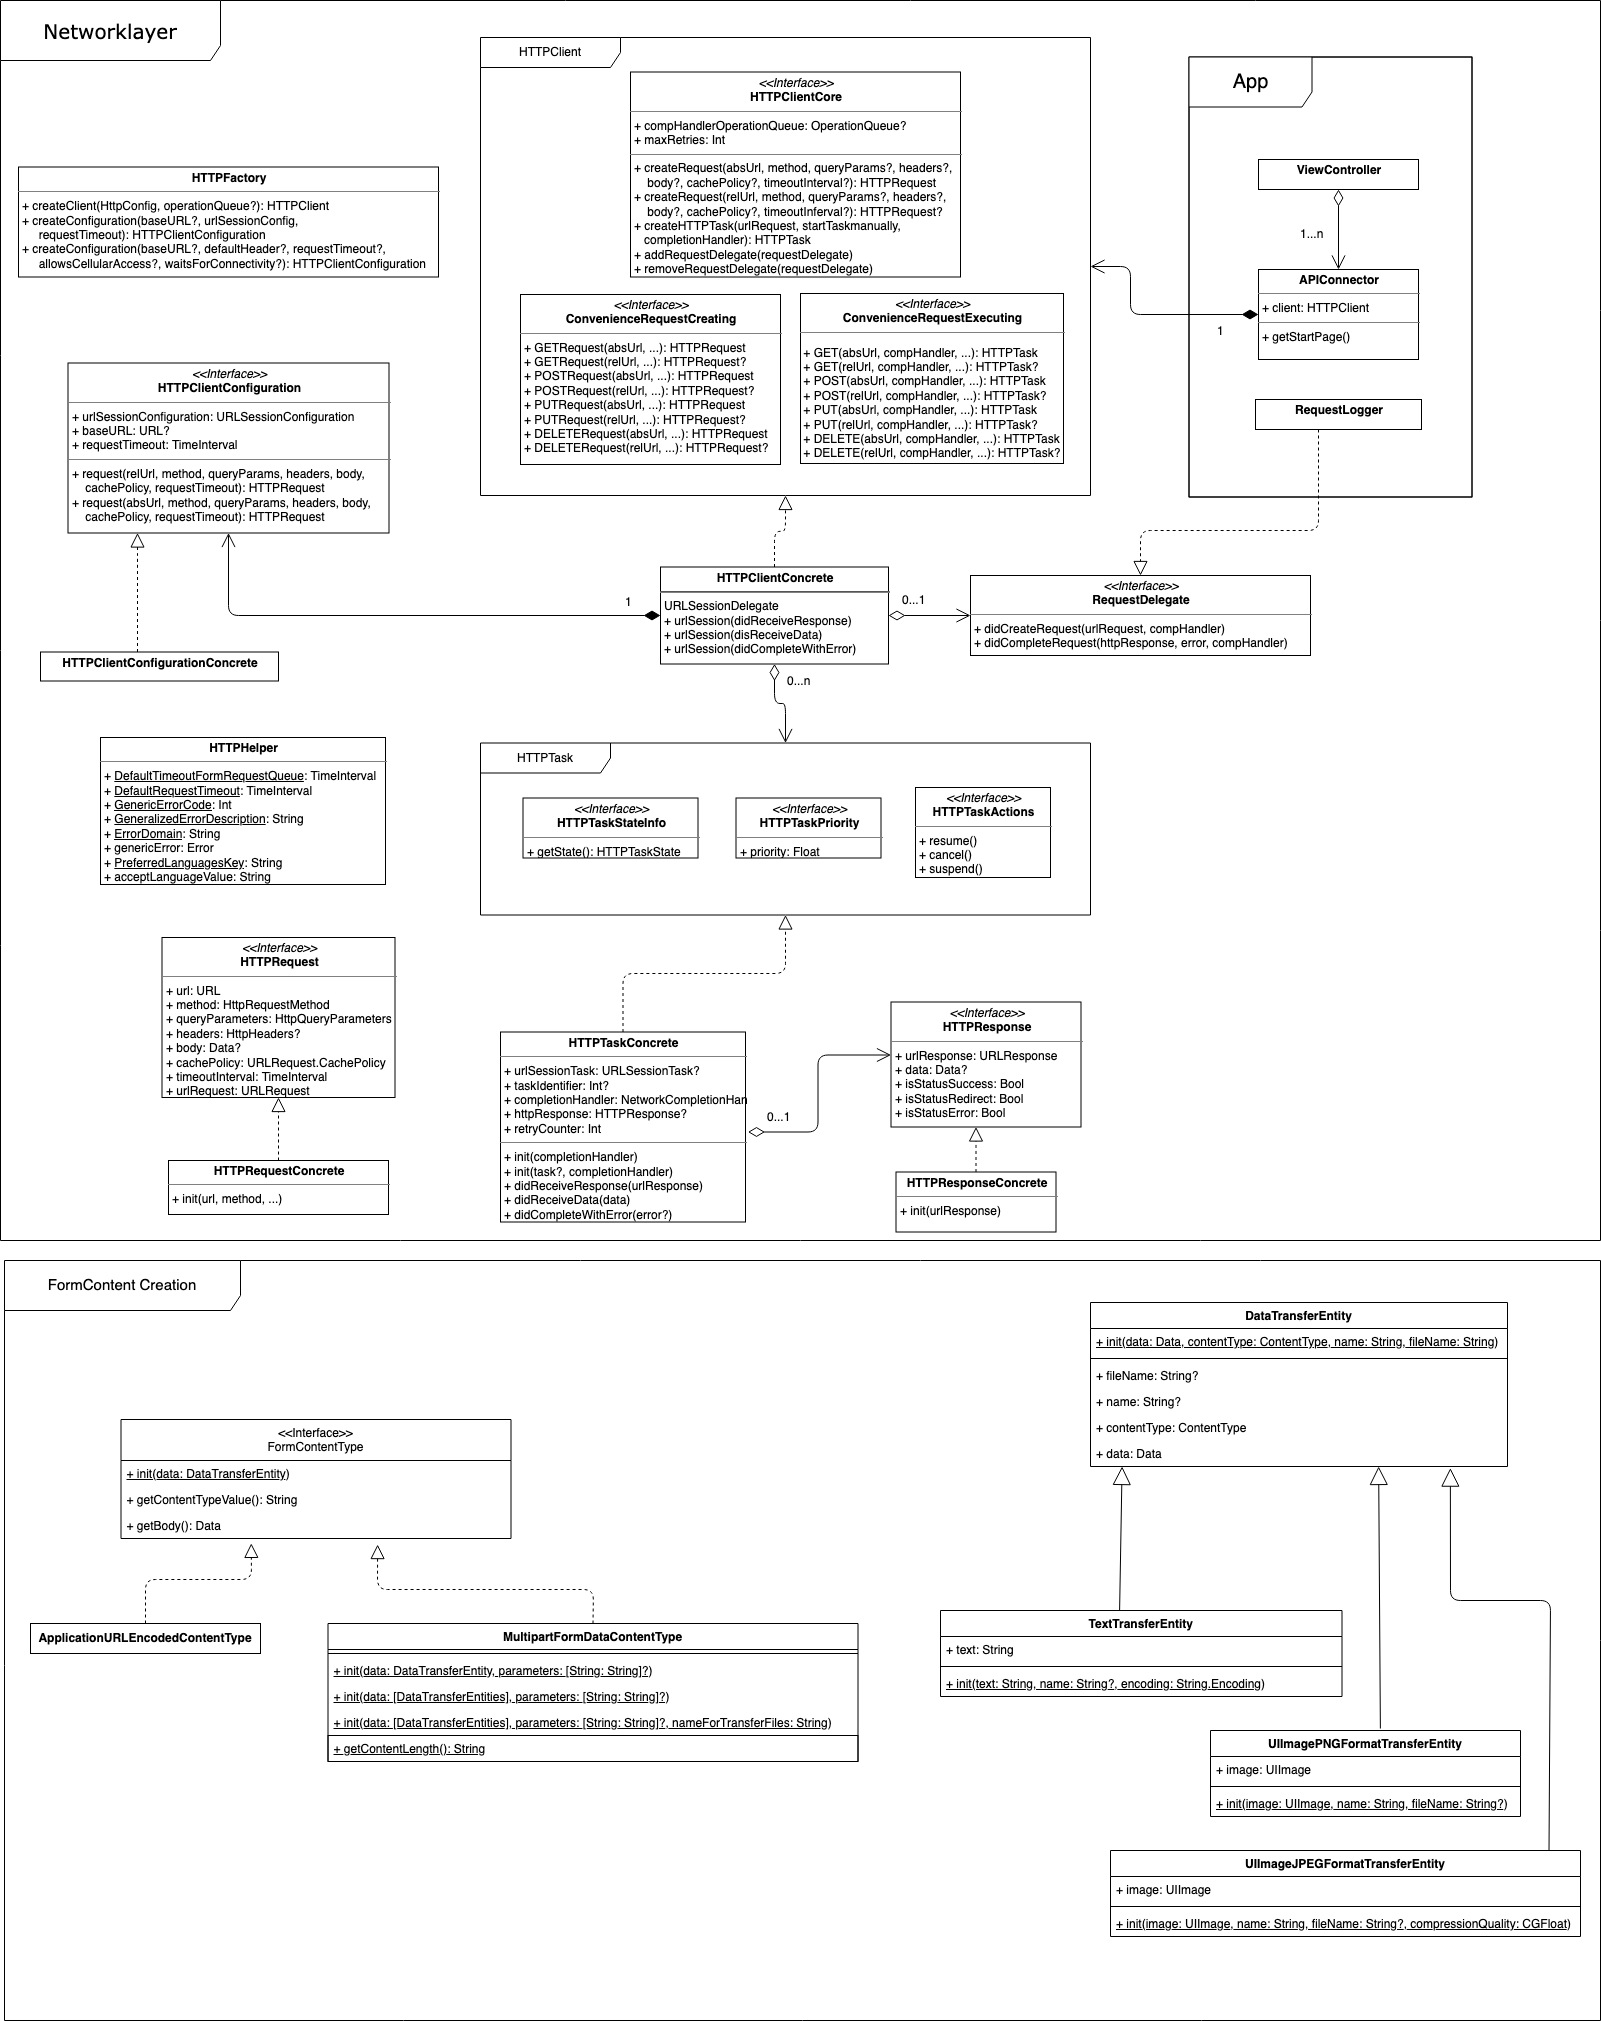 Networklayer
HTTPClient
<<Interface>>
HTTPClientCore
+ compHandlerOperationQueue: OperationQueue?
+ maxRetries: Int
+ createRequest(absUrl, method, queryParams?, headers?,
body?, cachePolicy?, timeoutInterval?): HTTPRequest
+ createRequest(relUrl, method, queryParams?, headers?,
body?, cachePolicy?, timeoutInferval?): HTTPRequest?
+ createHTTPTask(urlRequest, startTaskmanually,
completionHandler): HTTPTask
+ addRequestDelegate(requestDelegate)
+ removeRequestDelegate(requestDelegate)
App
ViewController
1...n
APIConnector
+ client: HTTPClient
+ getStartPage()
1
RequestLogger
HTTPFactory
+ createClient(HttpConfig, operationQueue?): HTTPClient
+ createConfiguration(baseURL?, urlSessionConfig,
requestTimeout): HTTPClientConfiguration
+ createConfiguration(baseURL?, defaultHeader?, requestTimeout?,
allowsCellularAccess?, waitsForConnectivity?): HTTPClientConfiguration
<<Interface>>
ConvenienceRequestCreating
+ GETRequest(absUrl, ...): HTTPRequest
+ GETRequest(relUrl, ...): HTTPRequest?
+ POSTRequest(absUrl, ...): HTTPRequest
+ POSTRequest(relUrl, ...): HTTPRequest?
+ PUTRequest(absUrl, ...): HTTPRequest
+ PUTRequest(relUrl, ...): HTTPRequest?
+ DELETERequest(absUrl, ...): HTTPRequest
+ DELETERequest(relUrl, ...): HTTPRequest?
<<Interface>>
ConvenienceRequestExecuting
+ GET(absUrl, compHandler, ...): HTTPTask
+ GET(relUrl, compHandler, ...): HTTPTask?
+ POST(absUrl, compHandler, ...): HTTPTask
+ POST(relUrl, compHandler, ...): HTTPTask?
+ PUT(absUrl, compHandler, ...): HTTPTask
+ PUT(relUrl, compHandler, ...): HTTPTask?
+ DELETE(absUrl, compHandler, ...): HTTPTask
+ DELETE(relUrl, compHandler, ...): HTTPTask?
<<Interface>>
HTTPClientConfiguration
+ urlSessionConfiguration: URLSessionConfiguration
+ baseURL: URL?
+ requestTimeout: TimeInterval
+ request(relUrl, method, queryParams, headers, body,
cachePolicy, requestTimeout): HTTPRequest
+ request(absUrl, method, queryParams, headers, body,
cachePolicy, requestTimeout): HTTPRequest
HTTPClientConfigurationConcrete
1
HTTPClientConcrete
URLSessionDelegate
+ urlSession(didReceiveResponse)
+ urlSession(disReceiveData)
+ urlSession(didCompleteWithError)
0...1
0...n
<<Interface>>
RequestDelegate
+ didCreateRequest(urlRequest, compHandler)
+ didCompleteRequest(httpResponse, error, compHandler)
HTTPHelper
+ DefaultTimeoutFormRequestQueue: TimeInterval
+ DefaultRequestTimeout: TimeInterval
+ GenericErrorCode: Int
+ GeneralizedErrorDescription: String
+ ErrorDomain: String
+ genericError: Error
+ PreferredLanguagesKey: String
+ acceptLanguageValue: String
HTTPTask
<<Interface>>
HTTPTaskStateInfo
+ getState(): HTTPTaskState
<<Interface>>
HTTPTaskPriority
+ priority: Float
<<Interface>>
HTTPTaskActions
+ resume()
+ cancel()
+ suspend()
<<Interface>>
HTTPRequest
+ url: URL
+ method: HttpRequestMethod
+ queryParameters: HttpQueryParameters
+ headers: HttpHeaders?
+ body: Data?
+ cachePolicy: URLRequest.CachePolicy
+ timeoutInterval: TimeInterval
+ urlRequest: URLRequest
HTTPRequestConcrete
+ init(url, method, ...)
HTTPTaskConcrete
+ urlSessionTask: URLSessionTask?
+ taskIdentifier: Int?
+ completionHandler: NetworkCompletionHan
+ httpResponse: HTTPResponse?
+ retryCounter: Int
+ init(completionHandler)
+ init(task?, completionHandler)
+ didReceiveResponse(urlResponse)
+ didReceiveData(data)
+ didCompleteWithError(error?)
0...1
<<Interface>>
HTTPResponse
+ urlResponse: URLResponse
+ data: Data?
+ isStatusSuccess: Bool
+ isStatusRedirect: Bool
+ isStatusError: Bool
HTTPResponseConcrete
+ init(urlResponse)
FormContent Creation
<<Interface>>
FormContentType
+ init(data: DataTransferEntity)
+ getContentTypeValue(): String
+ getBody(): Data
ApplicationURLEncodedContentType
MultipartFormDataContentType
+ init(data: DataTransferEntity, parameters: [String: String]?)
+ init(data: [DataTransferEntities], parameters: [String: String]?)
+ init(data: [DataTransferEntities], parameters: [String: String]?, nameForTransferFiles: String)
+ getContentLength(): String
DataTransferEntity
+ init(data: Data, contentType: ContentType, name: String, fileName: String)
+ fileName: String?
+ name: String?
+ contentType: ContentType
+ data: Data
TextTransferEntity
+ text: String
+ init(text: String, name: String?, encoding: String.Encoding)
UIImagePNGFormatTransferEntity
+ image: UIImage
+ init(image: UIImage, name: String, fileName: String?)
UIImageJPEGFormatTransferEntity
+ image: UIImage
+ init(image: UIImage, name: String, fileName: String?, compressionQuality: CGFloat)